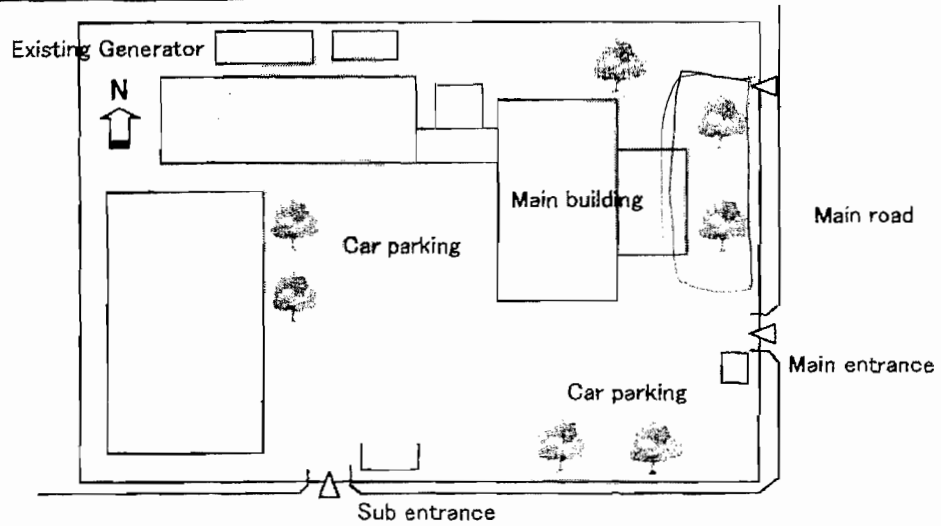 Existing Generator
N
Main building
Main road
Car parking
Main entrance
Car parking
Sub entrance